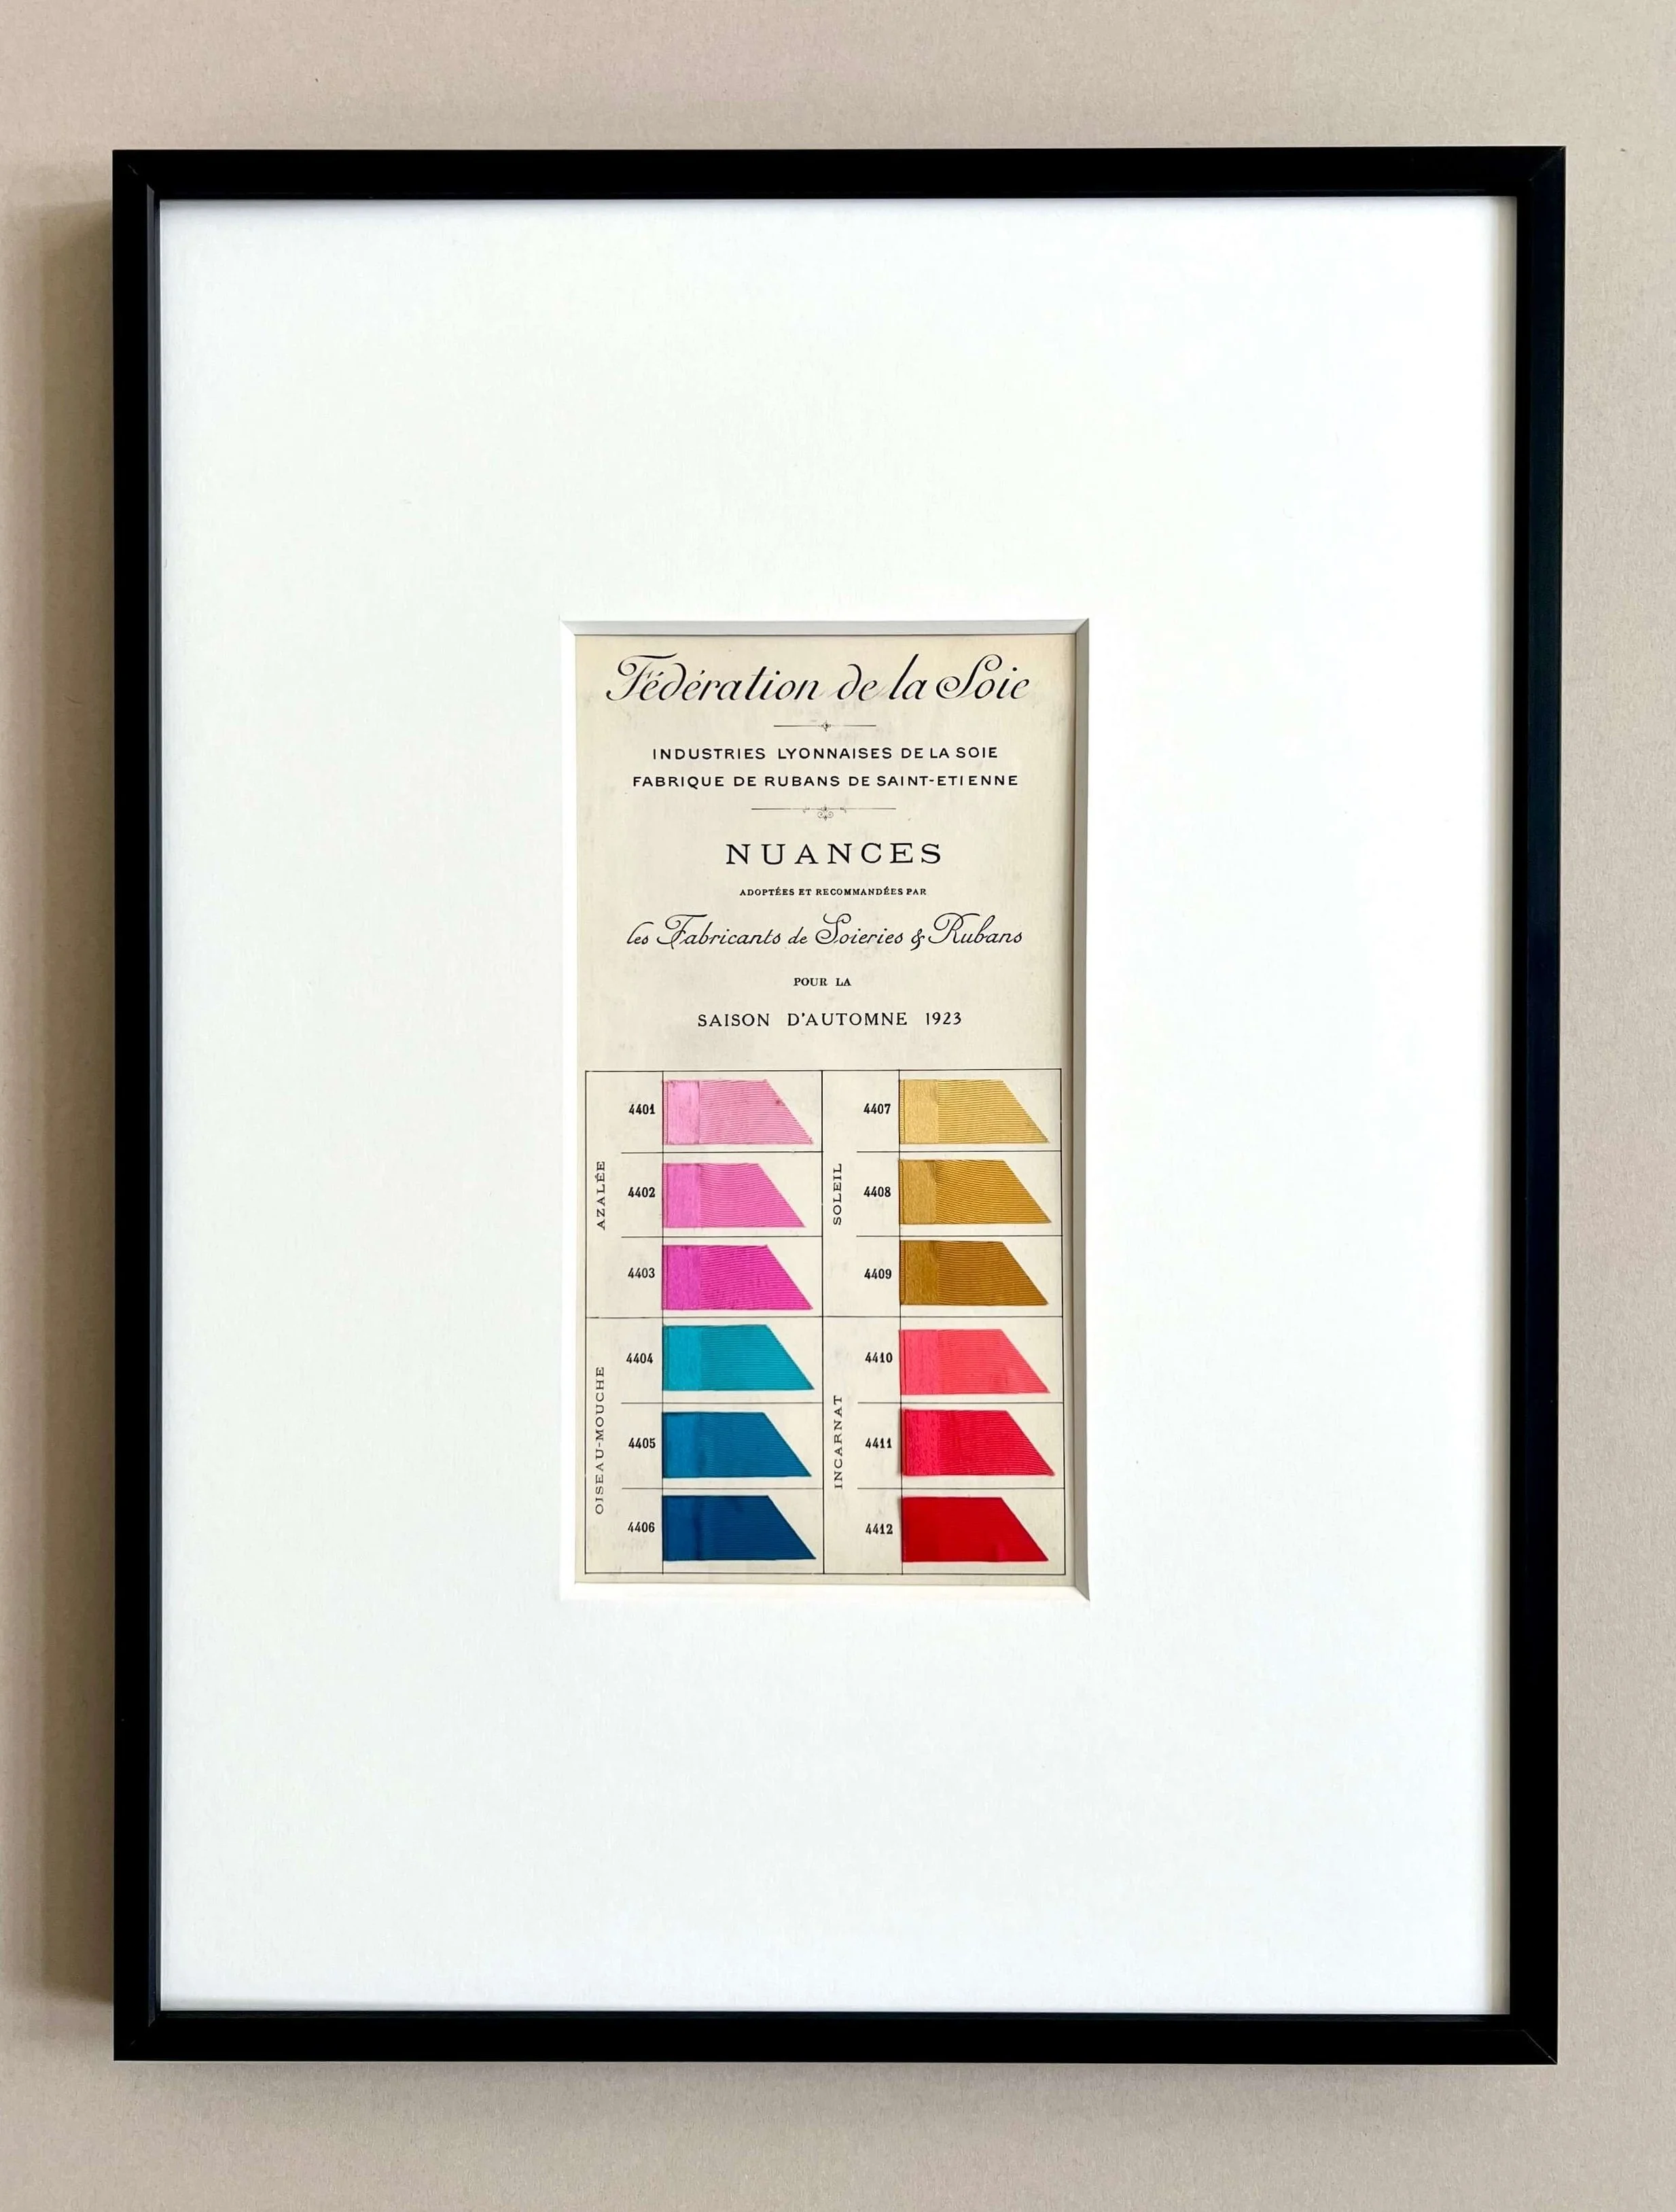 Fédération de la Soie
INDUSTRIES LYONNAISES DE LA SOIE
FABRIQUE DE RUBANS DE SAINT-ETIENNE
NUANCES
ADOPTÉES ET RECOMMANDÉES PAR
les Fabricants de Soieries & Rubans
POUR LA
SAISON D'AUTOMNE 1923
AZALÉE
4401
4402
4403
OISEAU-MOUCHE
4404
4405
4406
SOLEIL
4407
4408
4409
INCARNAT
4410
4411
4412